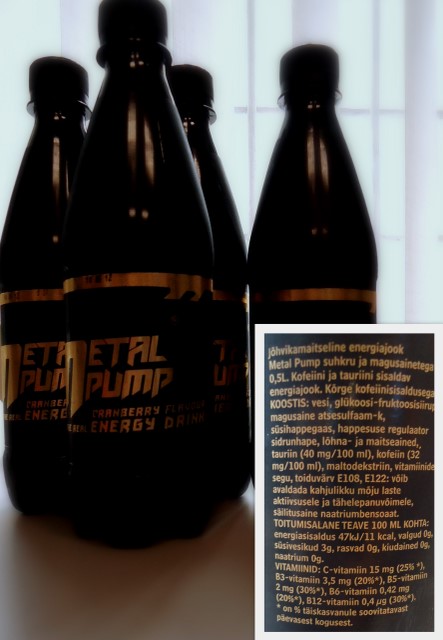 METAL
PUMP
CRANBERRY FLAVOUR
ENERGY DRINK
METAL
PUMP
ENERG
Jõhvikamaitseline energiajook
Metal Pump suhkru ja magusainetega
0,5L. Kofeiini ja tauriini sisaldav
energiajook. Kõrge kofeiinisisaldusega
KOOSTIS: vesi, glükoosi-fruktoosisiirup
magusaine atsesulfaam-k,
süsihappegaas, happesuse regulaator
sidrunhape, lõhna- ja maitseained,
tauriin (40 mg/100 ml), kofeiin (32
mg/100 ml), maltodekstriin, vitamiinide
segu, toiduvärv E108, E122: võib
avaldada kahjulikku mõju laste
aktiivsusele ja tähelepanuvõimele,
säilitusaine naatriumbensoaat.
TOITUMISALANE TEAVE 100 ML KOHTA:
energiasisaldus 47kJ/11 kcal, valgud 0g,
süsivesikud 3g, rasvad 0g, kiudained 0g,
naatrium 0g.
VITAMIINID: C-vitamiin 15 mg (25% *),
B3-vitamiin 3,5 mg (20%*), B5-vitamiin
2 mg (30%*), B6-vitamiin 0,42 mg
(20%*), B12-vitamiin 0,4 µg (30%*).
* on % täiskasvanule soovitatavast
päevasest kogusest.